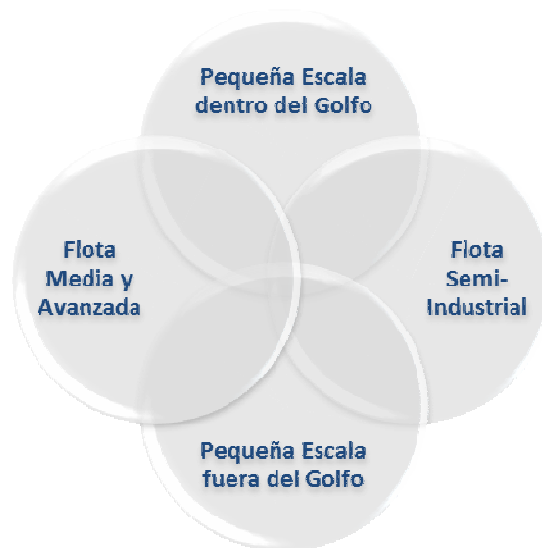 Pequeña Escala
dentro del Golfo
Flota
Media y
Avanzada
Flota
Semi-
Industrial
Pequeña Escala
fuera del Golfo